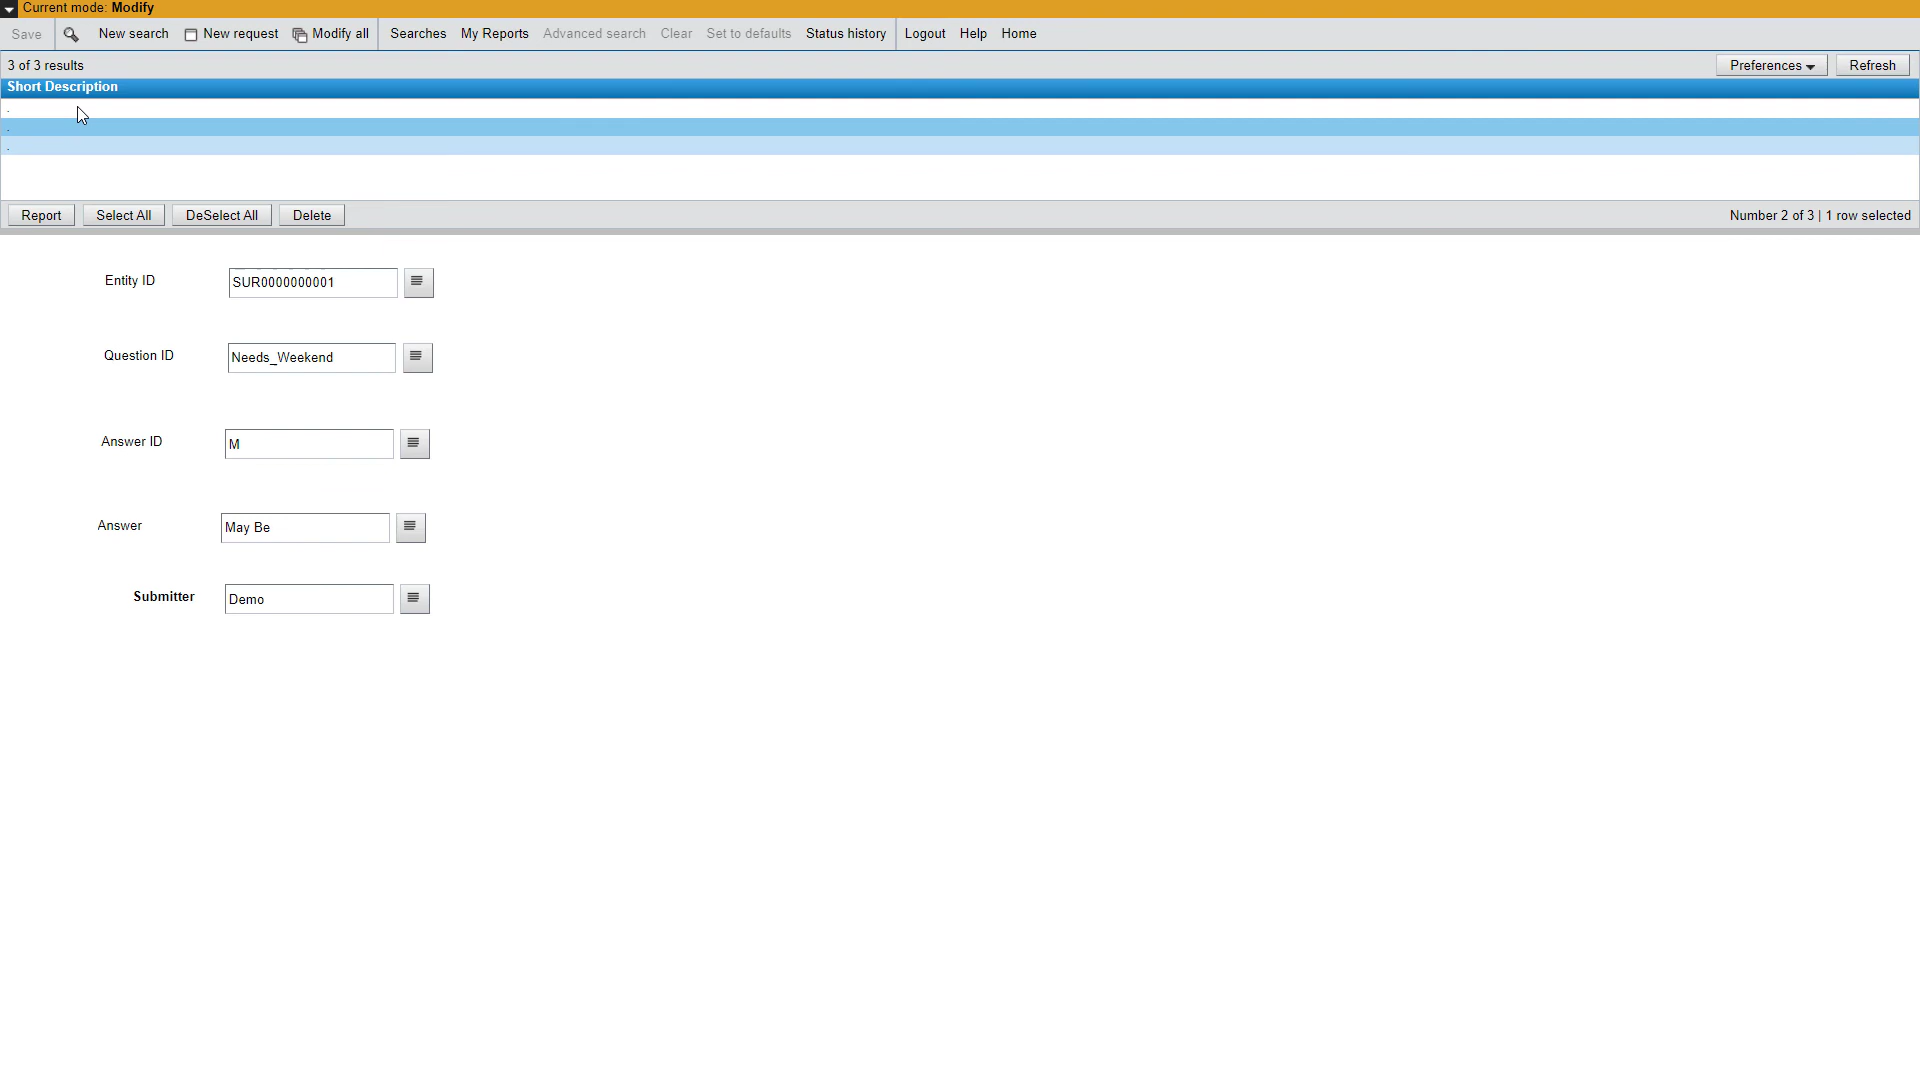 Current mode: Modify
Save New search New request Modify all Searches My Reports Advanced search Clear Set to defaults Status history Logout Help Home
3 of 3 results Preferences Refresh
Short Description
.
.
.
Report Select All DeSelect All Delete Number 2 of 3 | 1 row selected
Entity ID SUR0000000001
Question ID Needs_Weekend
Answer ID M
Answer May Be
Submitter Demo